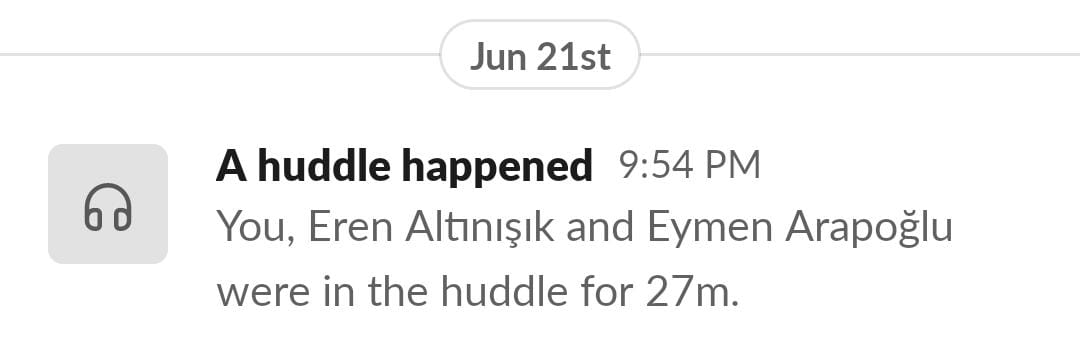 Jun 21st
A huddle happened 9:54 PM
You, Eren Altınışık and Eymen Arapoğlu
were in the huddle for 27m.